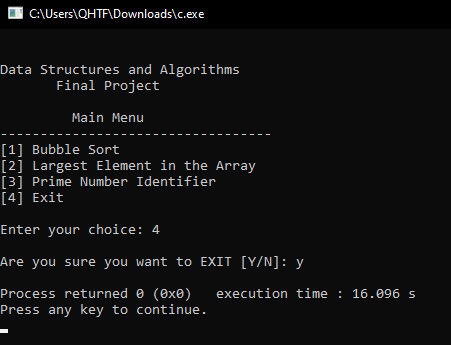 C:\Users\QHTF\Downloads\c.exe
Data Structures and Algorithms
Final Project
Main Menu
----------------------------------
[1] Bubble Sort
[2] Largest Element in the Array
[3] Prime Number Identifier
[4] Exit
Enter your choice: 4
Are you sure you want to EXIT [Y/N]: y
Process returned 0 (0x0)   execution time : 16.096 s
Press any key to continue.